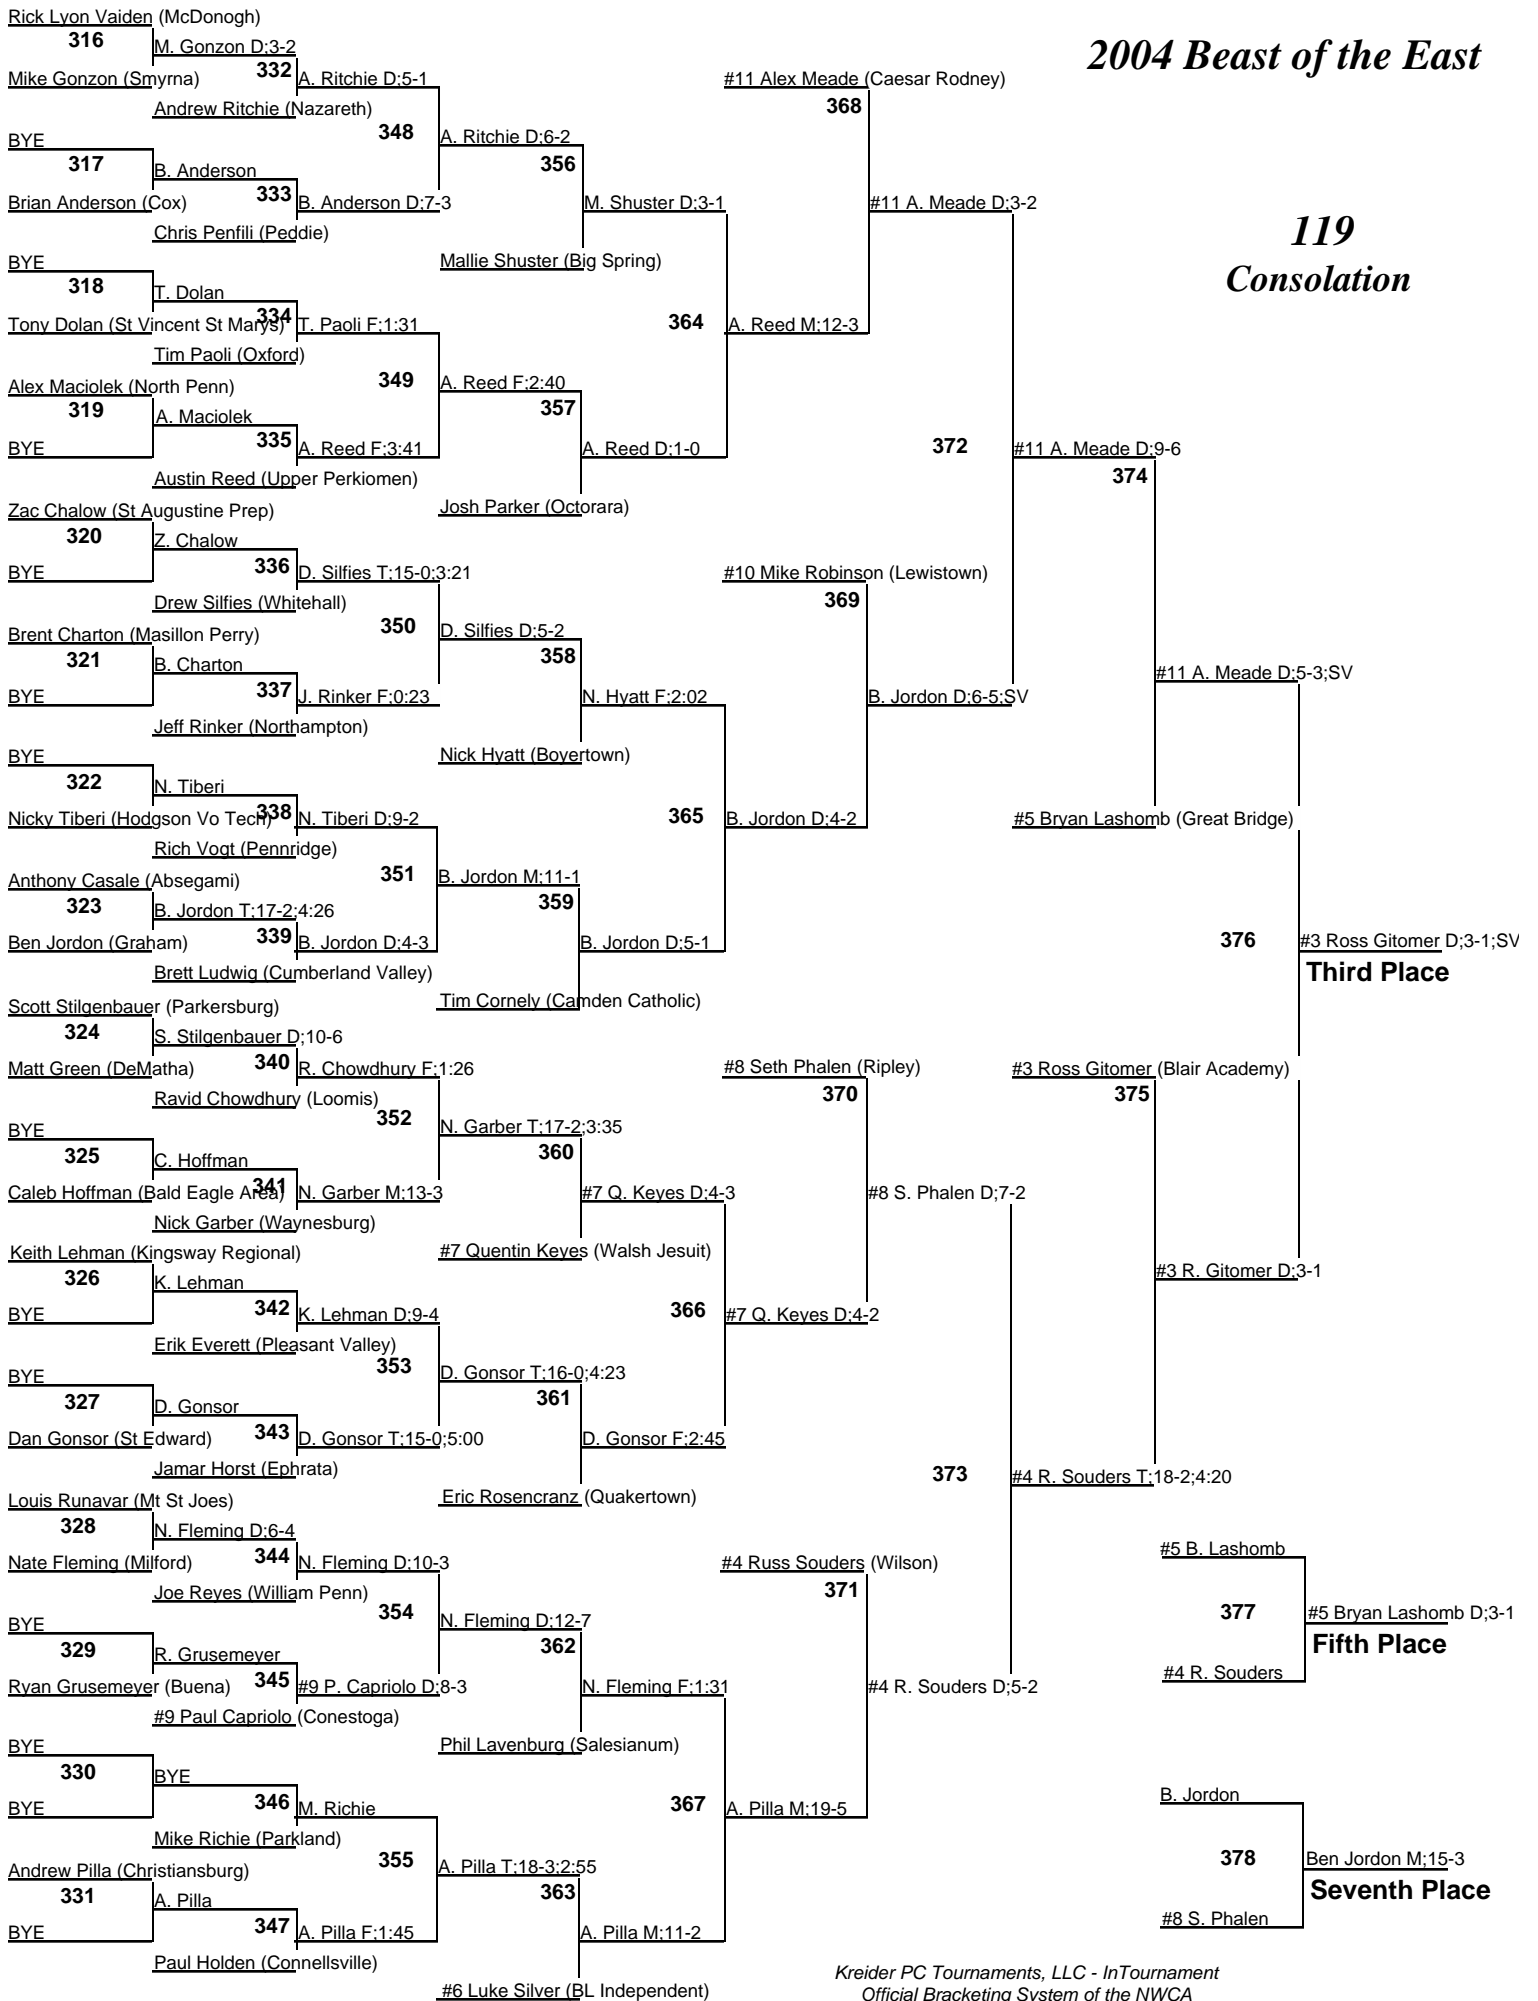 2004 Beast of the East
119
Consolation
Rick Lyon Vaiden (McDonogh)
316
M. Gonzon D;3-2
Mike Gonzon (Smyrna)
332
A. Ritchie D;5-1
Andrew Ritchie (Nazareth)
348
A. Ritchie D;6-2
BYE
317
B. Anderson
356
Brian Anderson (Cox)
333
B. Anderson D;7-3
M. Shuster D;3-1
Chris Penfili (Peddie)
Mallie Shuster (Big Spring)
BYE
318
T. Dolan
Tony Dolan (St Vincent St Marys)
334
T. Paoli F;1:31
364
A. Reed M;12-3
Tim Paoli (Oxford)
349
A. Reed F;2:40
Alex Maciolek (North Penn)
319
A. Maciolek
357
BYE
335
A. Reed F;3:41
A. Reed D;1-0
Austin Reed (Upper Perkiomen)
Josh Parker (Octorara)
#11 Alex Meade (Caesar Rodney)
368
#11 A. Meade D;3-2
372
#11 A. Meade D;9-6
374
Zac Chalow (St Augustine Prep)
320
Z. Chalow
BYE
336
D. Silfies T;15-0;3:21
Drew Silfies (Whitehall)
350
D. Silfies D;5-2
Brent Charton (Masillon Perry)
321
B. Charton
358
BYE
337
J. Rinker F;0:23
N. Hyatt F;2:02
Jeff Rinker (Northampton)
Nick Hyatt (Boyertown)
#10 Mike Robinson (Lewistown)
369
B. Jordon D;6-5;SV
#11 A. Meade D;5-3;SV
BYE
322
N. Tiberi
Nicky Tiberi (Hodgson Vo Tech)
338
N. Tiberi D;9-2
365
B. Jordon D;4-2
#5 Bryan Lashomb (Great Bridge)
Rich Vogt (Pennridge)
351
B. Jordon M;11-1
Anthony Casale (Absegami)
323
B. Jordon T;17-2;4:26
359
Ben Jordon (Graham)
339
B. Jordon D;4-3
B. Jordon D;5-1
Brett Ludwig (Cumberland Valley)
Tim Cornely (Camden Catholic)
376
#3 Ross Gitomer D;3-1;SV
Third Place
Scott Stilgenbauer (Parkersburg)
324
S. Stilgenbauer D;10-6
Matt Green (DeMatha)
340
R. Chowdhury F;1:26
Ravid Chowdhury (Loomis)
352
N. Garber T;17-2;3:35
BYE
325
C. Hoffman
360
Caleb Hoffman (Bald Eagle Area)
341
N. Garber M;13-3
#7 Q. Keyes D;4-3
Nick Garber (Waynesburg)
#7 Quentin Keyes (Walsh Jesuit)
#8 Seth Phalen (Ripley)
370
#8 S. Phalen D;7-2
#3 Ross Gitomer (Blair Academy)
375
#3 R. Gitomer D;3-1
Keith Lehman (Kingsway Regional)
326
K. Lehman
BYE
342
K. Lehman D;9-4
366
#7 Q. Keyes D;4-2
Erik Everett (Pleasant Valley)
353
D. Gonsor T;16-0;4:23
BYE
327
D. Gonsor
361
Dan Gonsor (St Edward)
343
D. Gonsor T;15-0;5:00
D. Gonsor F;2:45
Jamar Horst (Ephrata)
Eric Rosencranz (Quakertown)
373
#4 R. Souders T;18-2;4:20
Louis Runavar (Mt St Joes)
328
N. Fleming D;6-4
Nate Fleming (Milford)
344
N. Fleming D;10-3
Joe Reyes (William Penn)
354
N. Fleming D;12-7
BYE
329
R. Grusemeyer
362
Ryan Grusemeyer (Buena)
345
#9 P. Capriolo D;8-3
N. Fleming F;1:31
#9 Paul Capriolo (Conestoga)
Phil Lavenburg (Salesianum)
#4 Russ Souders (Wilson)
371
#4 R. Souders D;5-2
#5 B. Lashomb
377
#5 Bryan Lashomb D;3-1
Fifth Place
#4 R. Souders
BYE
330
BYE
BYE
346
M. Richie
367
A. Pilla M;19-5
Mike Richie (Parkland)
355
A. Pilla T;18-3;2:55
Andrew Pilla (Christiansburg)
331
A. Pilla
363
BYE
347
A. Pilla F;1:45
A. Pilla M;11-2
Paul Holden (Connellsville)
#6 Luke Silver (BL Independent)
B. Jordon
378
Ben Jordon M;15-3
Seventh Place
#8 S. Phalen
Kreider PC Tournaments, LLC - InTournament
Official Bracketing System of the NWCA